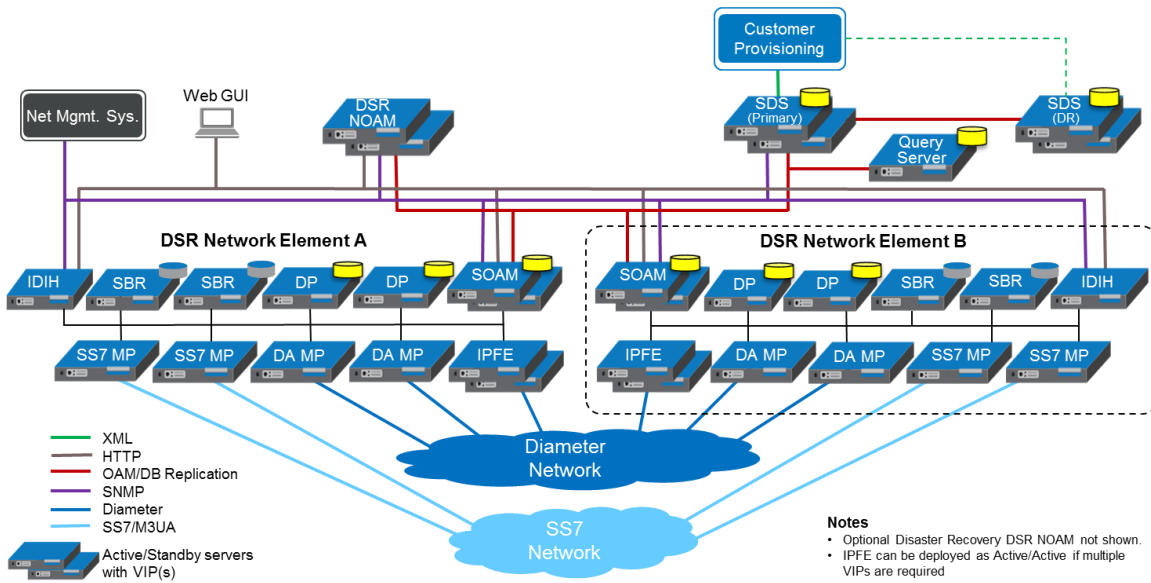 Customer
Provisioning
Net Mgmt. Sys.
Web GUI
DSR
NOAM
SDS
(Primary)
SDS
(DR)
Query
Server
DSR Network Element A
DSR Network Element B
IDIH
SBR
SBR
DP
DP
SOAM
SOAM
DP
DP
SBR
SBR
IDIH
SS7 MP
SS7 MP
DA MP
DA MP
IPFE
IPFE
DA MP
DA MP
SS7 MP
SS7 MP
Diameter
Network
SS7
Network
XML
HTTP
OAM/DB Replication
SNMP
Diameter
SS7/M3UA
Active/Standby servers
with VIP(s)
Notes
• Optional Disaster Recovery DSR NOAM not shown.
• IPFE can be deployed as Active/Active if multiple
VIPs are required